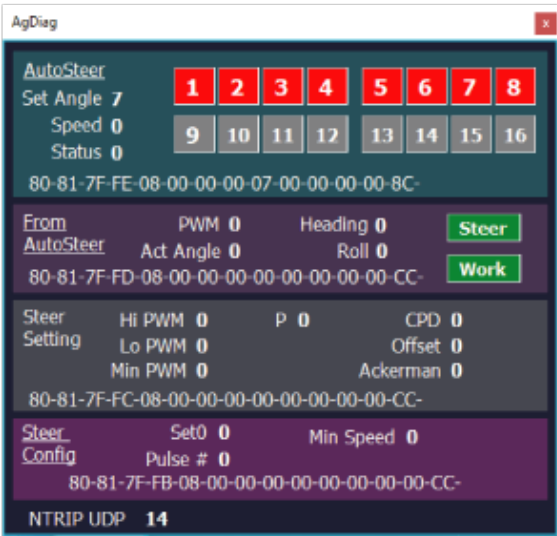 AgDiag x
AutoSteer
Set Angle 7
Speed 0
Status 0
1 2 3 4 5 6 7 8
9 10 11 12 13 14 15 16
80-81-7F-FE-08-00-00-00-07-00-00-00-00-8C-
From AutoSteer
PWM 0 Heading 0 Steer
Act Angle 0 Roll 0 Work
80-81-7F-FD-08-00-00-00-00-00-00-00-00-CC-
Steer Setting
Hi PWM 0 P 0 CPD 0
Lo PWM 0 Offset 0
Min PWM 0 Ackerman 0
80-81-7F-FC-08-00-00-00-00-00-00-00-00-CC-
Steer Config
Set0 0 Min Speed 0
Pulse # 0
80-81-7F-FB-08-00-00-00-00-00-00-00-00-CC-
NTRIP UDP 14